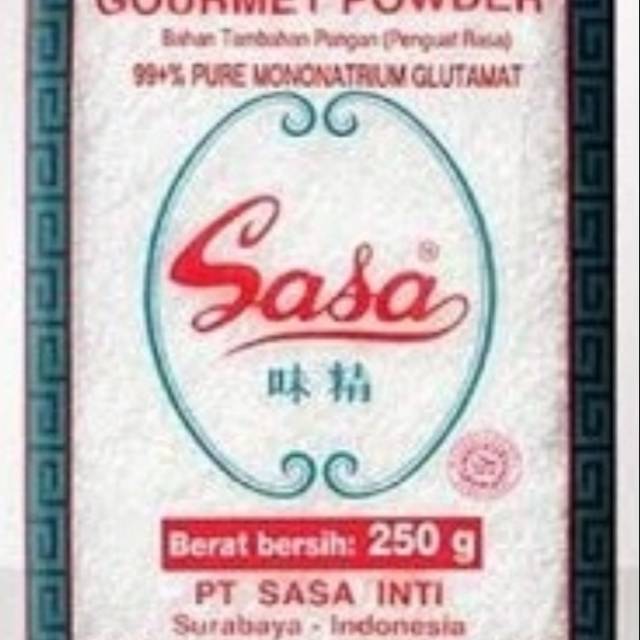 GOURMET POWDER
Bahan Tambahan Pangan (Penguat Rasa)
99+% PURE MONONATRIUM GLUTAMAT
Sasa®
味精
Berat bersih: 250 g
PT SASA INTI
Surabaya - Indonesia